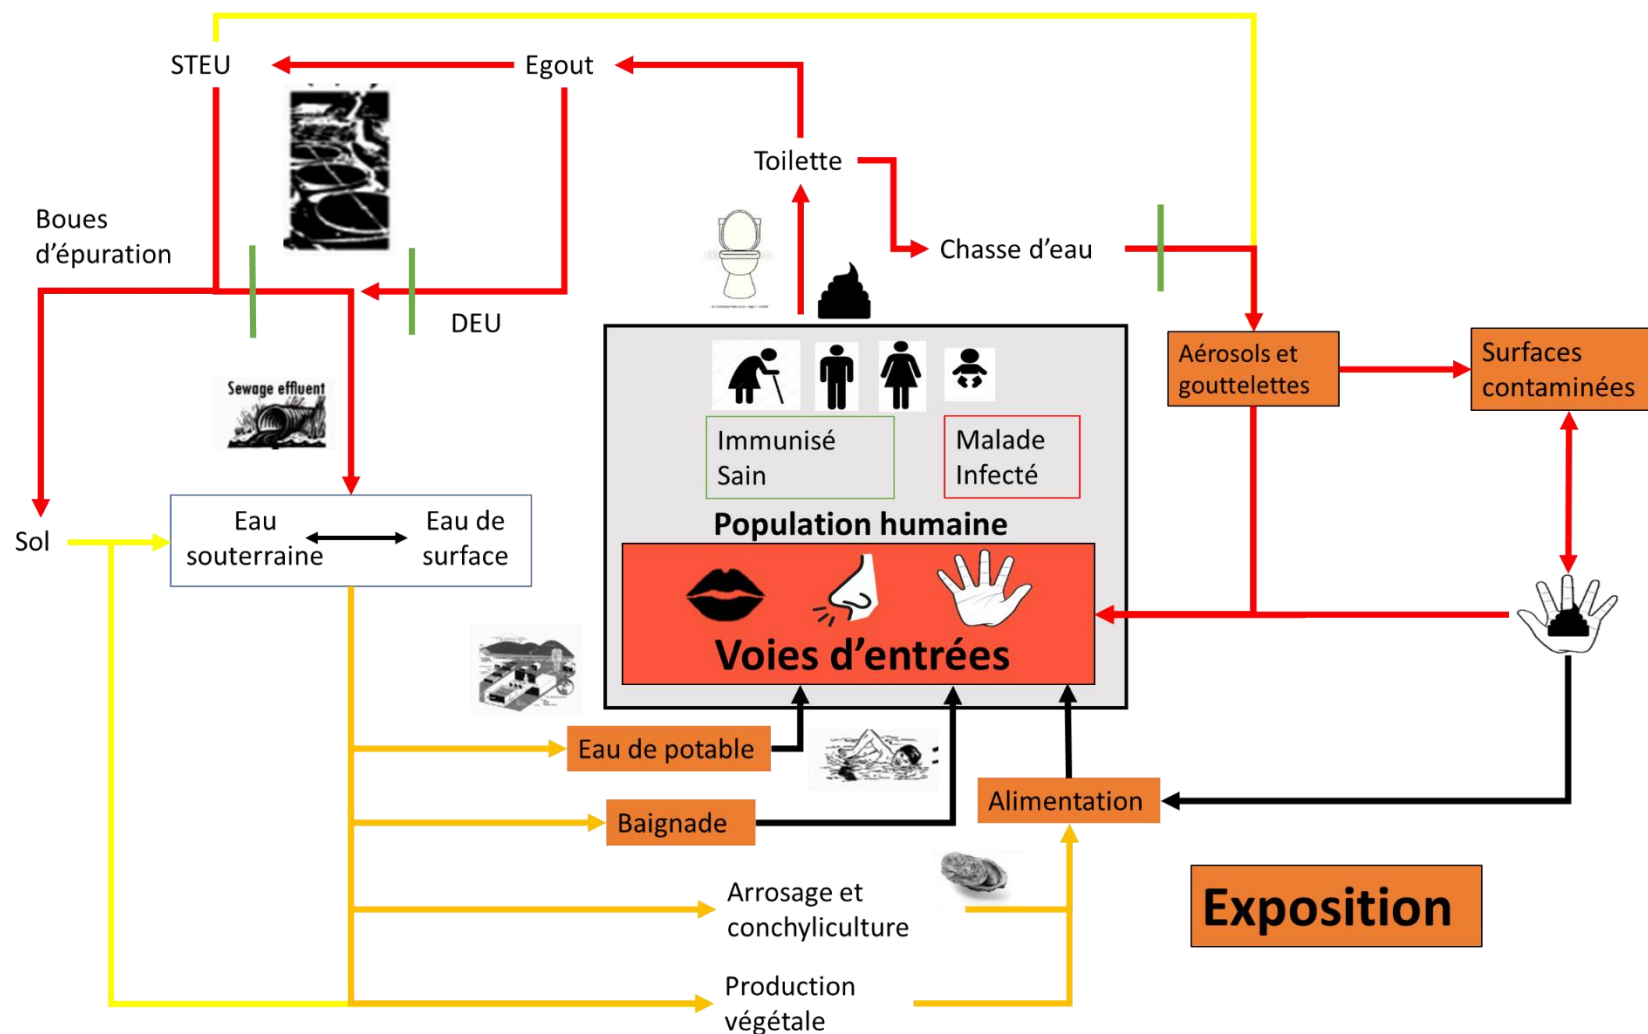 STEU
Egout
Toilette
Boues
d'épuration
Chasse d'eau
DEU
Sewage effluent
Aérosols et
gouttelettes
Surfaces
contaminées
Immunisé
Sain
Malade
Infecté
Population humaine
Sol
Eau
souterraine
Eau de
surface
Voies d'entrées
Eau de potable
Baignade
Alimentation
Arrosage et
conchyliculture
Exposition
Production
végétale